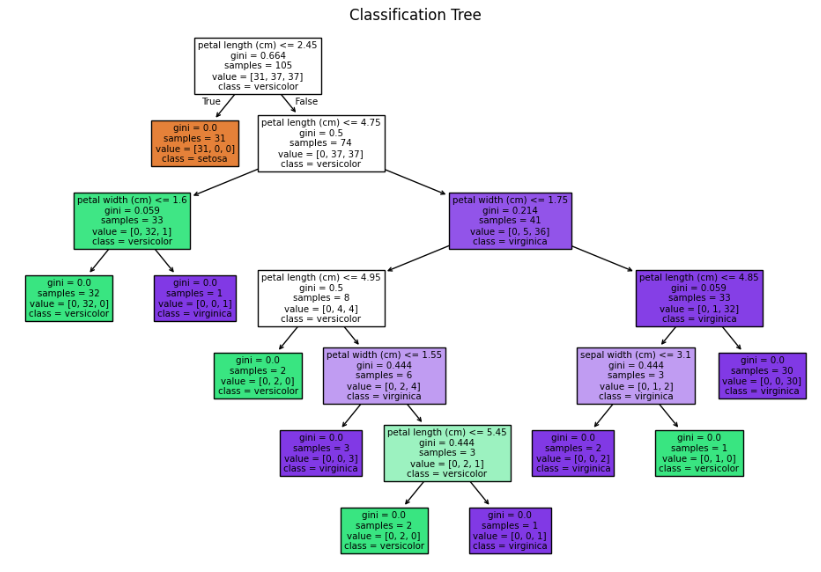 Classification Tree
petal length (cm) <= 2.45
gini = 0.664
samples = 105
value = [31, 37, 37]
class = versicolor
True
False
gini = 0.0
samples = 31
value = [31, 0, 0]
class = setosa
petal length (cm) <= 4.75
gini = 0.5
samples = 74
value = [0, 37, 37]
class = versicolor
petal width (cm) <= 1.6
gini = 0.059
samples = 33
value = [0, 32, 1]
class = versicolor
petal width (cm) <= 1.75
gini = 0.214
samples = 41
value = [0, 5, 36]
class = virginica
gini = 0.0
samples = 32
value = [0, 32, 0]
class = versicolor
gini = 0.0
samples = 1
value = [0, 0, 1]
class = virginica
petal length (cm) <= 4.95
gini = 0.5
samples = 8
value = [0, 4, 4]
class = versicolor
petal length (cm) <= 4.85
gini = 0.059
samples = 33
value = [0, 1, 32]
class = virginica
gini = 0.0
samples = 2
value = [0, 2, 0]
class = versicolor
petal width (cm) <= 1.55
gini = 0.444
samples = 6
value = [0, 2, 4]
class = virginica
sepal width (cm) <= 3.1
gini = 0.444
samples = 3
value = [0, 1, 2]
class = virginica
gini = 0.0
samples = 30
value = [0, 0, 30]
class = virginica
gini = 0.0
samples = 3
value = [0, 0, 3]
class = virginica
petal length (cm) <= 5.45
gini = 0.444
samples = 3
value = [0, 2, 1]
class = versicolor
gini = 0.0
samples = 2
value = [0, 0, 2]
class = virginica
gini = 0.0
samples = 1
value = [0, 1, 0]
class = versicolor
gini = 0.0
samples = 2
value = [0, 2, 0]
class = versicolor
gini = 0.0
samples = 1
value = [0, 0, 1]
class = virginica